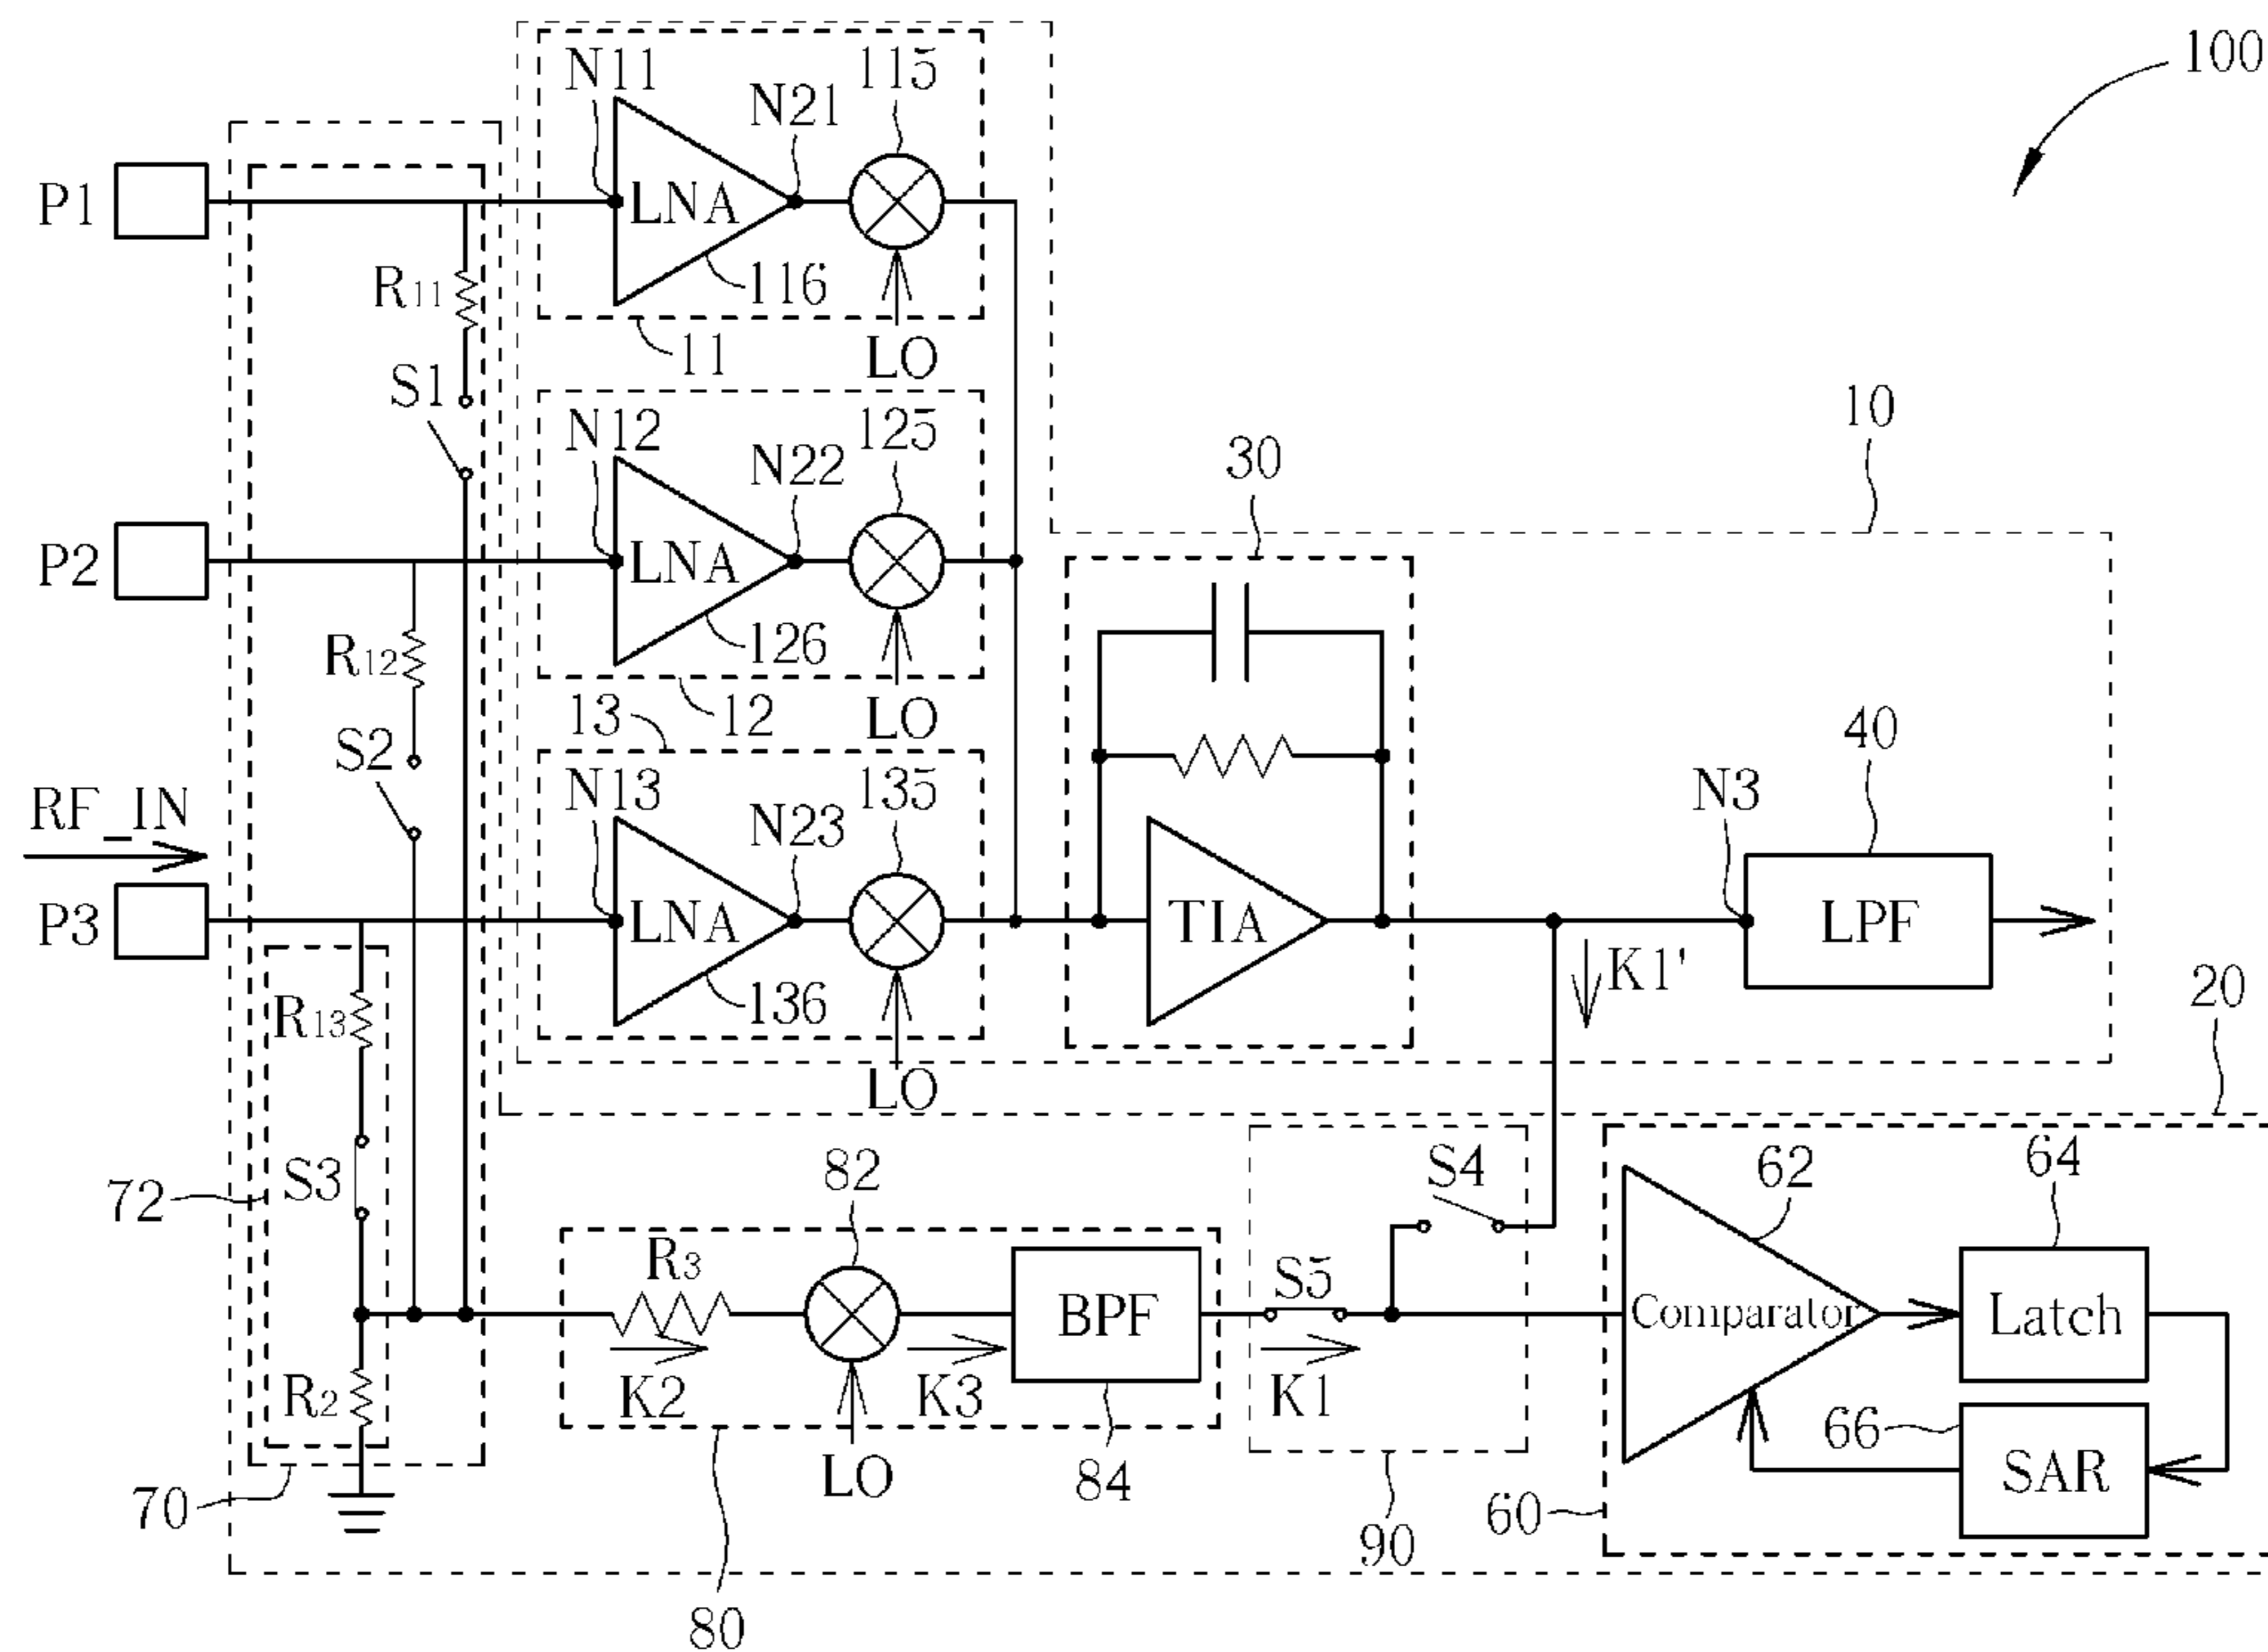 100
N11
115
N21
P1
LNA
R11
116
11
LO
S1
N12
125
10
N22
30
P2
LNA
R12
126
13
12
LO
S2
40
N13
135
N3
RF_IN
N23
P3
LNA
TIA
LPF
K1'
20
R13
136
LO
82
S4
62
64
72
S3
R3
S5
BPF
Comparator
Latch
R2
K2
K3
K1
66
SAR
70
LO
84
60
90
80